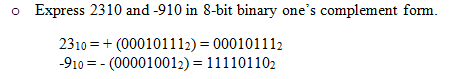 o Express 2310 and -910 in 8-bit binary one's complement form.
2310 = + (000101112) = 000101112
-910 = - (000010012) = 111101102